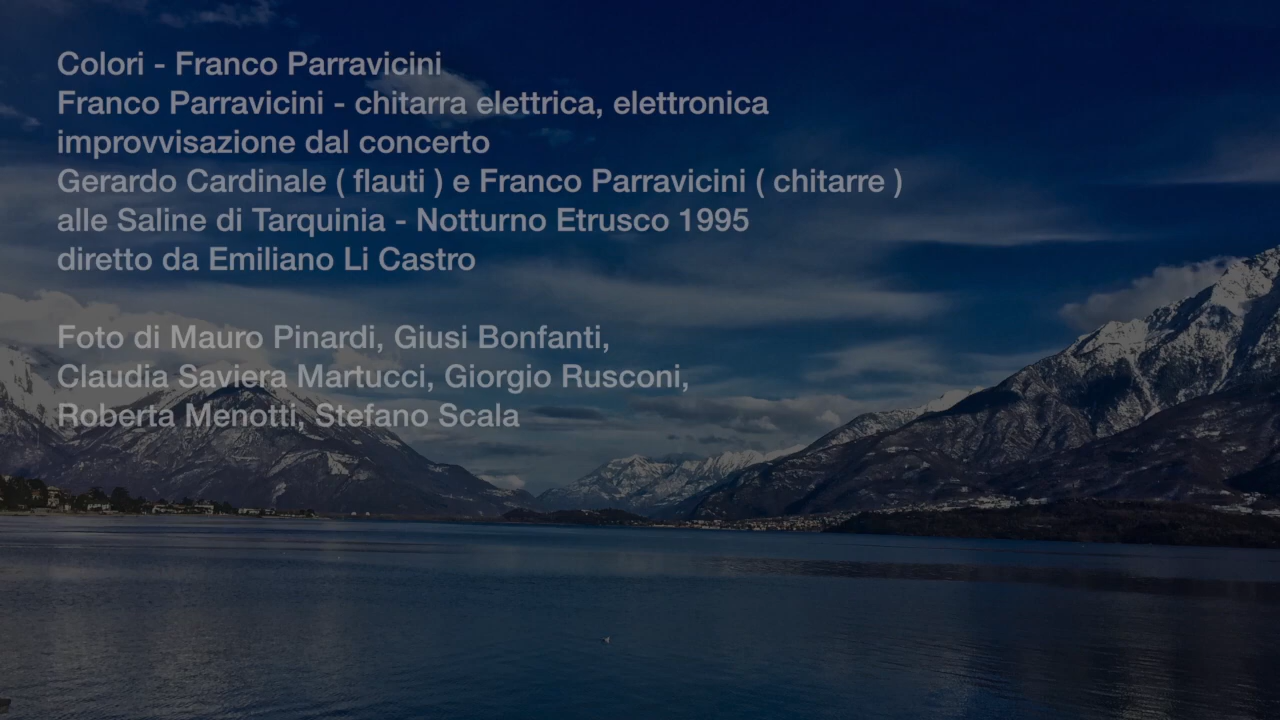 Colori - Franco Parravicini
Franco Parravicini - chitarra elettrica, elettronica
improvvisazione dal concerto
Gerardo Cardinale ( flauti ) e Franco Parravicini ( chitarre )
alle Saline di Tarquinia - Notturno Etrusco 1995
diretto da Emiliano Li Castro
Foto di Mauro Pinardi, Giusi Bonfanti,
Claudia Saviera Martucci, Giorgio Rusconi,
Roberta Menotti, Stefano Scala